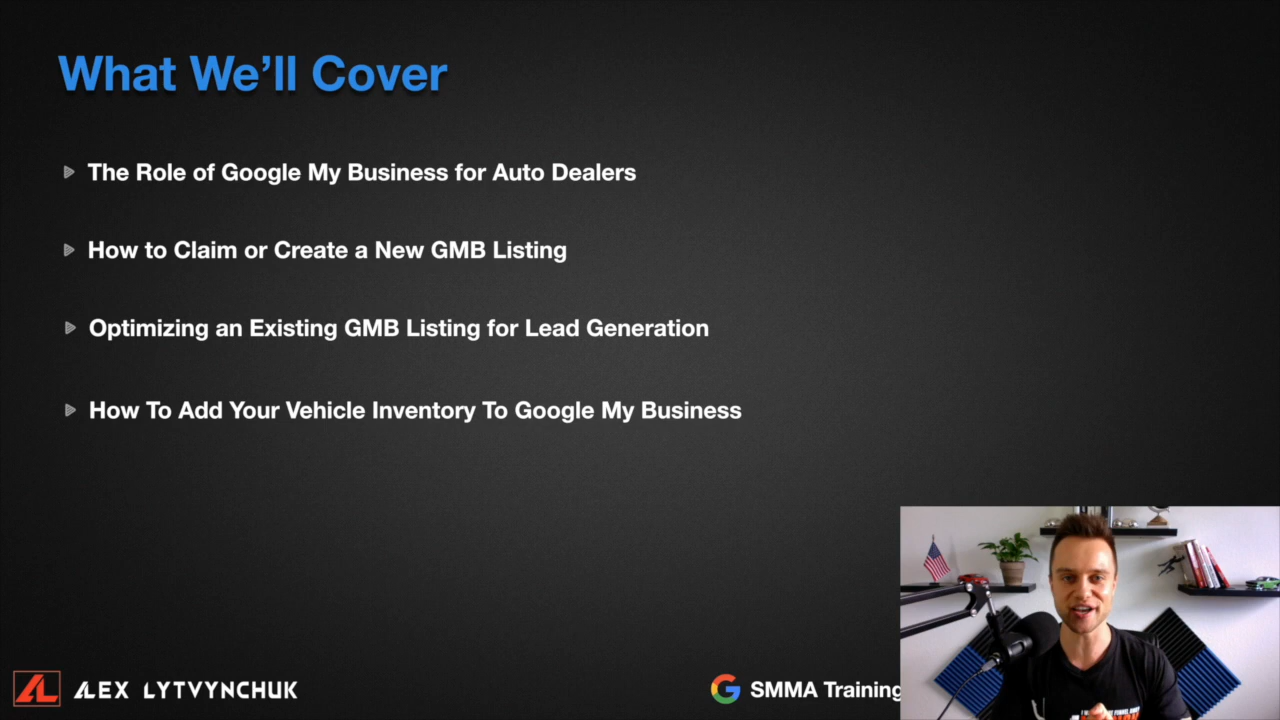 What We’ll Cover
The Role of Google My Business for Auto Dealers
How to Claim or Create a New GMB Listing
Optimizing an Existing GMB Listing for Lead Generation
How To Add Your Vehicle Inventory To Google My Business
AL ALEX LYTVYNCHUK
G SMMA Training